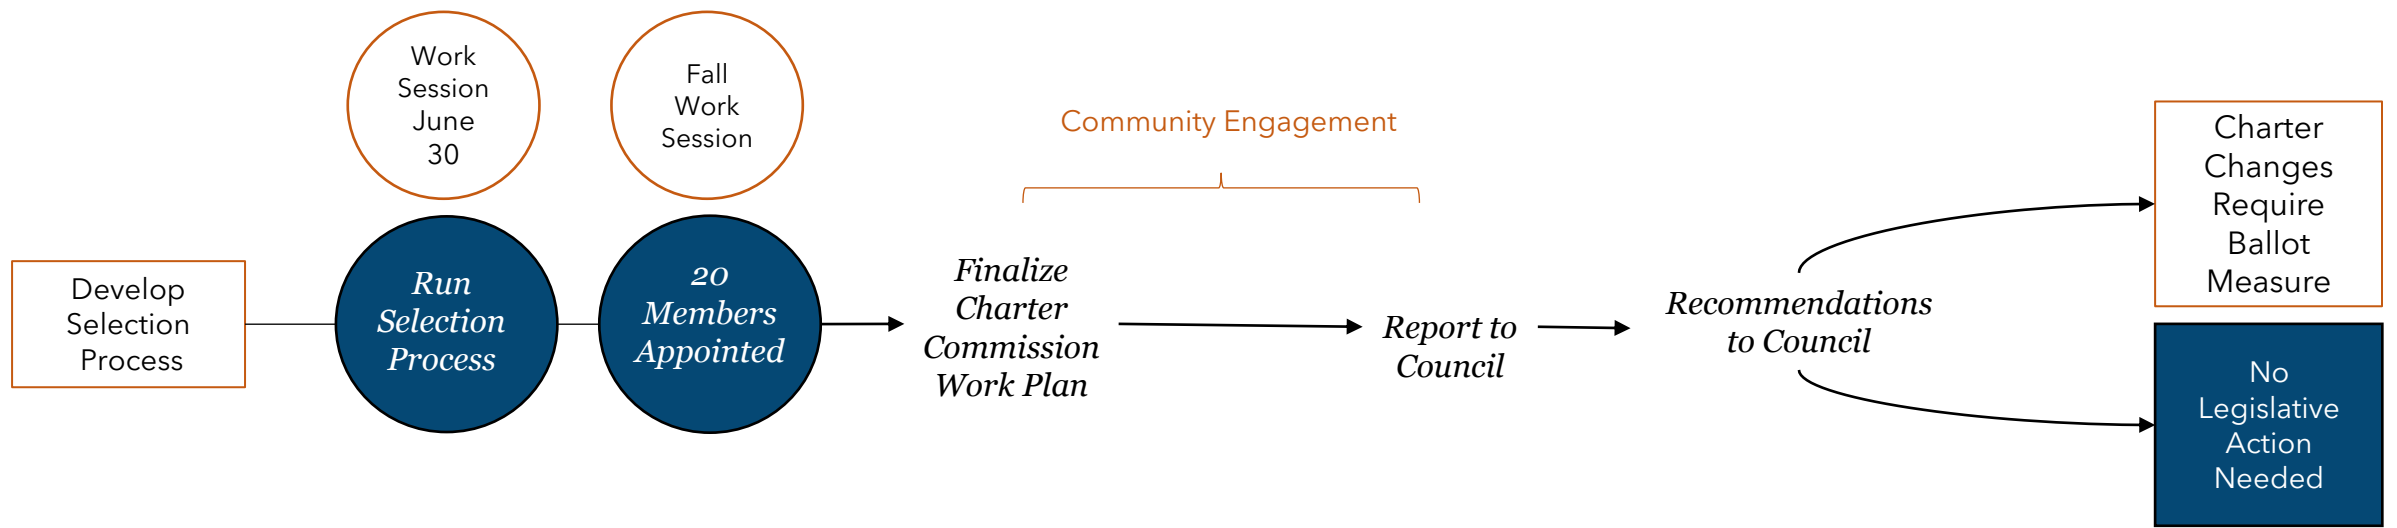 Work
Session
June
30
Fall
Work
Session
Community Engagement
Develop
Selection
Process
Run
Selection
Process
20
Members
Appointed
Finalize
Charter
Commission
Work Plan
Report to
Council
Recommendations
to Council
Charter
Changes
Require
Ballot
Measure
No
Legislative
Action
Needed